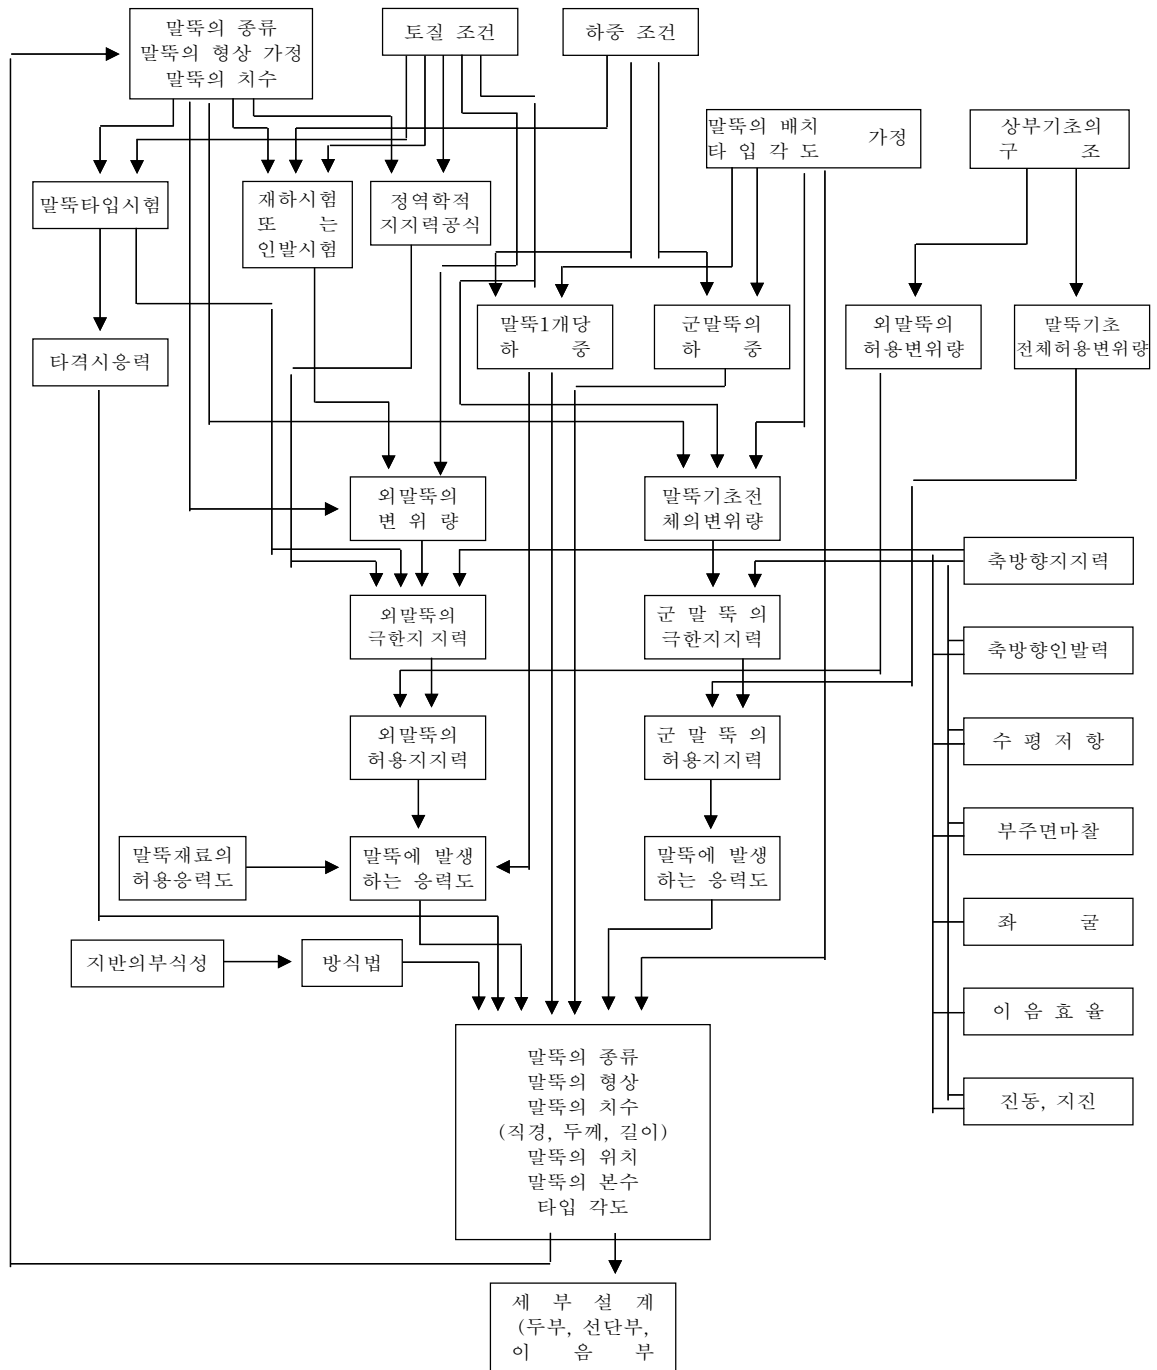 말뚝의 종류
말뚝의 형상 가정
말뚝의 치수
토질 조건
하중 조건
말뚝의 배치 가정
타 입 각 도
상부기초의
구 조
말뚝타입시험
재하시험
또 는
인발시험
정역학적
지지력공식
말뚝1개당
하 중
군말뚝의
하 중
외말뚝의
허용변위량
말뚝기초
전체허용변위량
타격시응력
외말뚝의
변 위 량
말뚝기초전
체의변위량
축방향지지력
외말뚝의
극한지 지력
군 말 뚝 의
극한지지력
축방향인발력
외말뚝의
허용지지력
군 말 뚝 의
허용지지력
수 평 저 항
부주면마찰
말뚝재료의
허용응력도
말뚝에 발생
하는 응력도
말뚝에 발생
하는 응력도
좌 굴
지반의부식성
방식법
이 음 효 율
말뚝의 종류
말뚝의 형상
말뚝의 치수
(직경, 두께, 길이)
말뚝의 위치
말뚝의 본수
타입 각도
진동, 지진
세 부 설 계
(두부, 선단부,
이 음 부